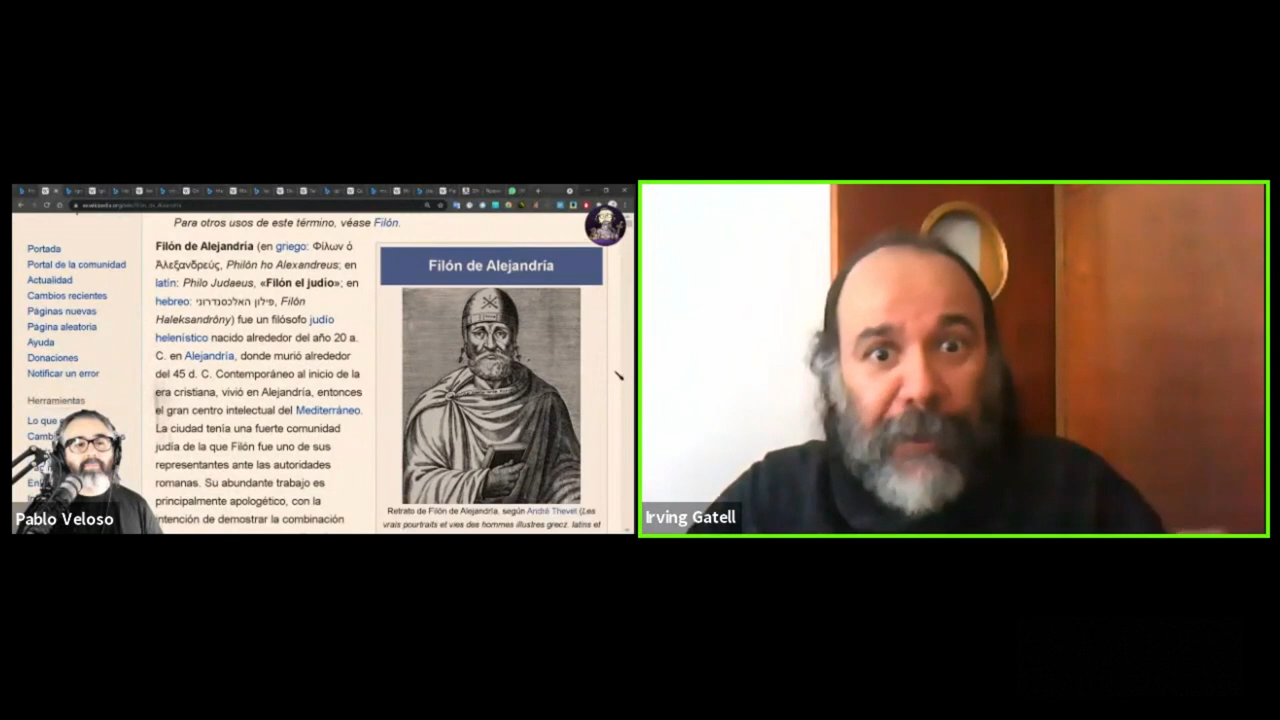 Para otros usos de este término, véase Filón.
Portada
Portal de la comunidad
Actualidad
Cambios recientes
Páginas nuevas
Página aleatoria
Ayuda
Donaciones
Notificar un error
Herramientas
Lo que
Filón de Alejandría (en griego: Φίλων ὁ
Ἀλεξανδρεύς, Philôn ho Alexandreus; en
latín: Philo Judaeus, «Filón el judío»; en
hebreo: פילון האלכסנדרוני, Filón
Haleksandróny) fue un filósofo judío
helenístico nacido alrededor del año 20 a.
C. en Alejandría, donde murió alrededor
del 45 d. C. Contemporáneo al inicio de la
era cristiana, vivió en Alejandría, entonces
el gran centro intelectual del Mediterráneo.
La ciudad tenía una fuerte comunidad
judía de la que Filón fue uno de sus
representantes ante las autoridades
romanas. Su abundante trabajo es
principalmente apologético, con la
intención de demostrar la combinación
Filón de Alejandría
Retrato de Filón de Alejandría, según André Thevet (Les
vrais pourtraits et vies des hommes illustres grecz, latins et
Pablo Veloso
Irving Gatell